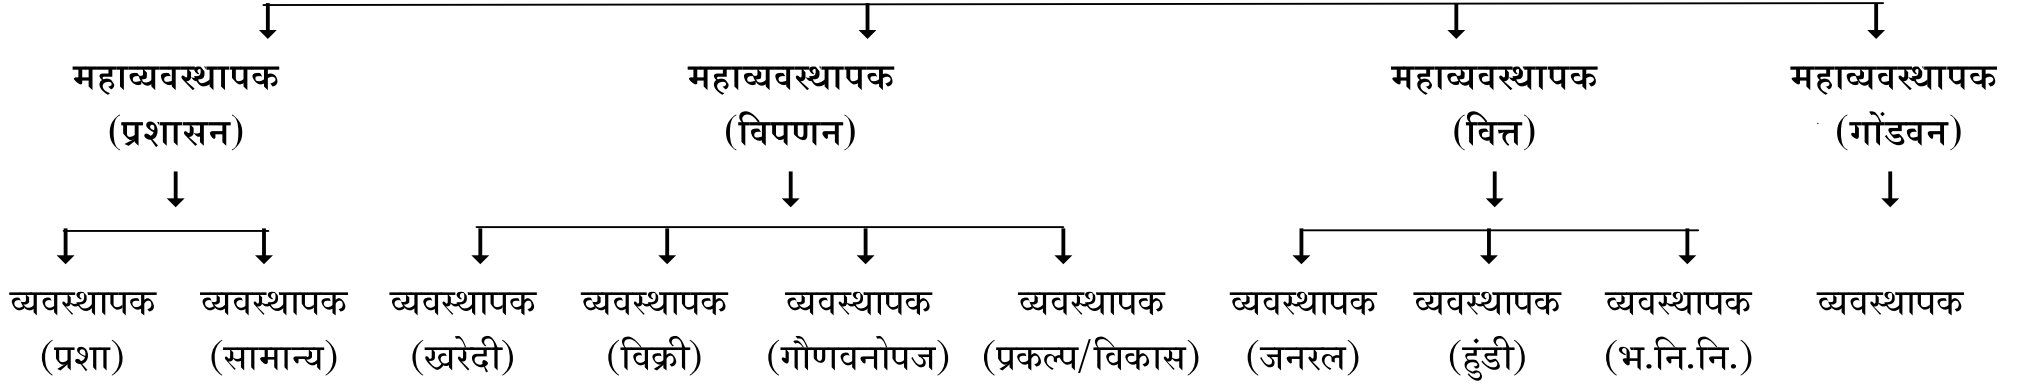 महाव्यवस्थापक महाव्यवस्थापक महाव्यवस्थापक महाव्यवस्थापक
(प्रशासन) (विपणन) (वित्त) (गोंडवन)
व्यवस्थापक व्यवस्थापक व्यवस्थापक व्यवस्थापक व्यवस्थापक व्यवस्थापक व्यवस्थापक व्यवस्थापक व्यवस्थापक व्यवस्थापक
(प्रशा) (सामान्य) (खरेदी) (विक्री) (गौणवनोपज) (प्रकल्प/विकास) (जनरल) (हुंडी) (भ.नि.नि.)